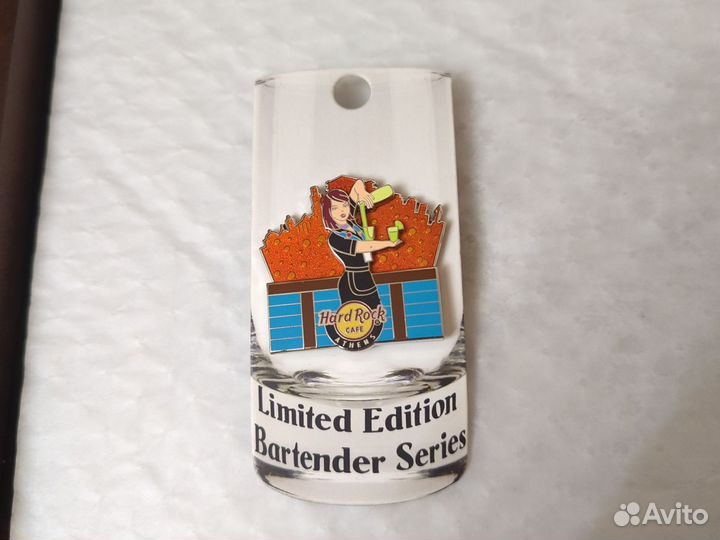 Hard Rock
CAFE
ATHENS
Limited Edition
Bartender Series
Avito